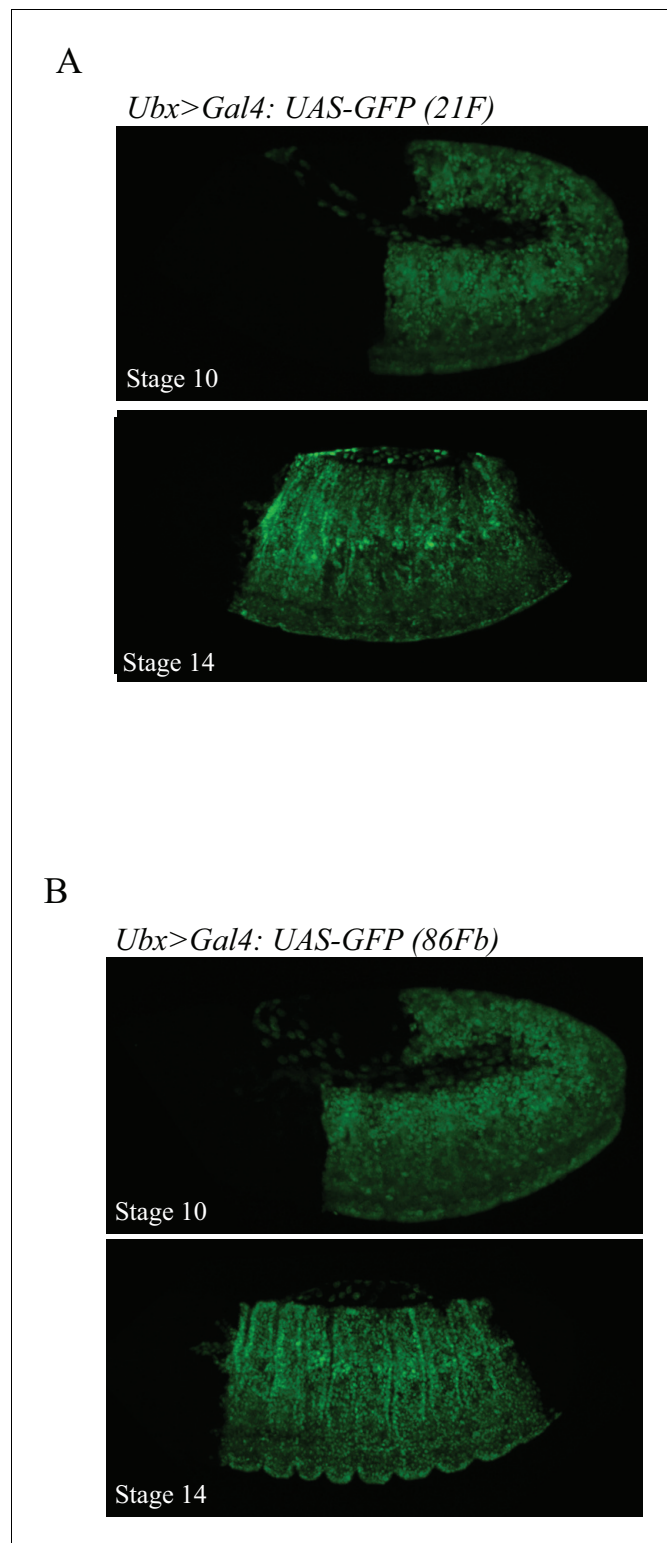 A
Ubx>Gal4: UAS-GFP (21F)
Stage 10
Stage 14
B
Ubx>Gal4: UAS-GFP (86Fb)
Stage 10
Stage 14